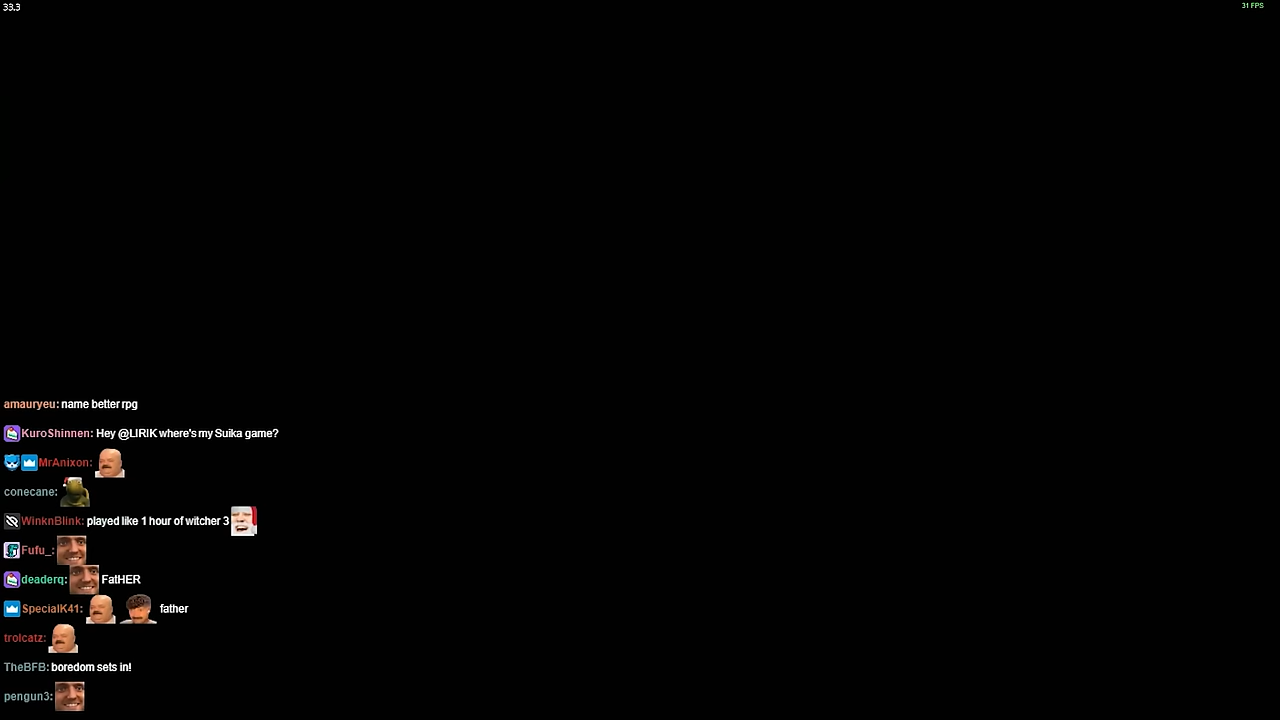 33.3
31 FPS
amauryeu: name better rpg
KuroShinnen: Hey @LIRIK where's my Suika game?
MrAnixon:
conecane:
WinknBlink: played like 1 hour of witcher 3
Fufu_:
deaderq: FatHER
SpecialK41: father
trolcatz:
TheBFB: boredom sets in!
pengun3: